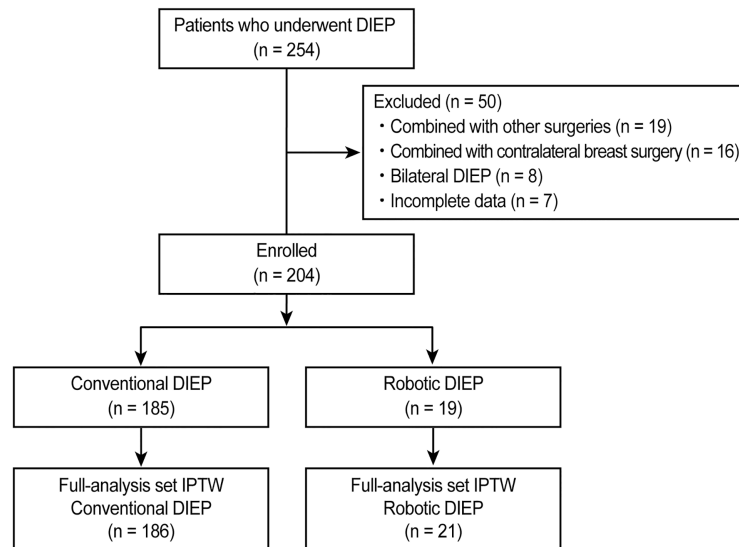 Patients who underwent DIEP
(n = 254)
Excluded (n = 50)
・Combined with other surgeries (n = 19)
・Combined with contralateral breast surgery (n = 16)
・Bilateral DIEP (n = 8)
・Incomplete data (n = 7)
Enrolled
(n = 204)
Conventional DIEP
(n = 185)
Robotic DIEP
(n = 19)
Full-analysis set IPTW
Conventional DIEP
(n = 186)
Full-analysis set IPTW
Robotic DIEP
(n = 21)